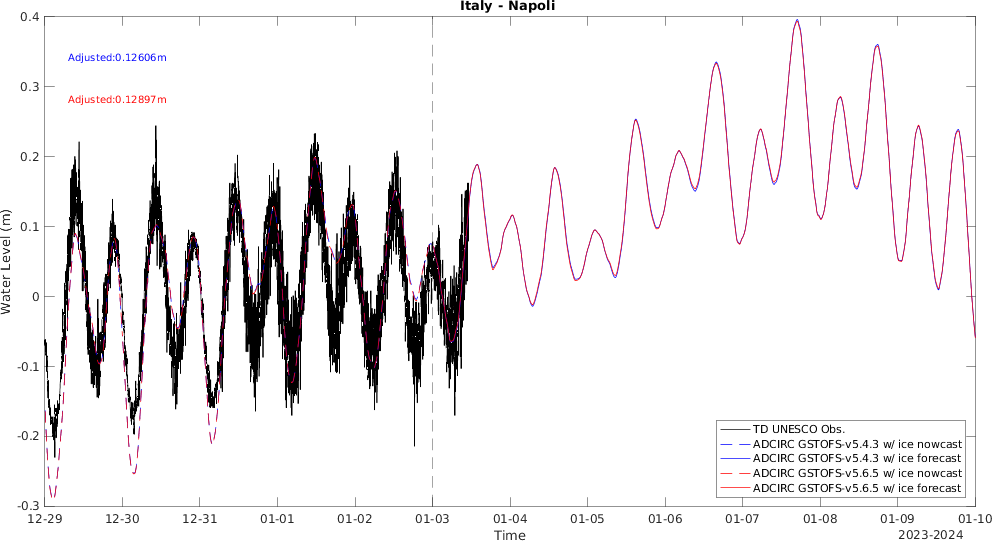 Italy - Napoli
Adjusted:0.12606m
Adjusted:0.12897m
Water Level (m)
0.4
0.3
0.2
0.1
0
-0.1
-0.2
-0.3
TD UNESCO Obs.
ADCIRC GSTOFS-v5.4.3 w/ ice nowcast
ADCIRC GSTOFS-v5.4.3 w/ ice forecast
ADCIRC GSTOFS-v5.6.5 w/ ice nowcast
ADCIRC GSTOFS-v5.6.5 w/ ice forecast
12-29 12-30 12-31 01-01 01-02 01-03 01-04 01-05 01-06 01-07 01-08 01-09 01-10
Time
2023-2024